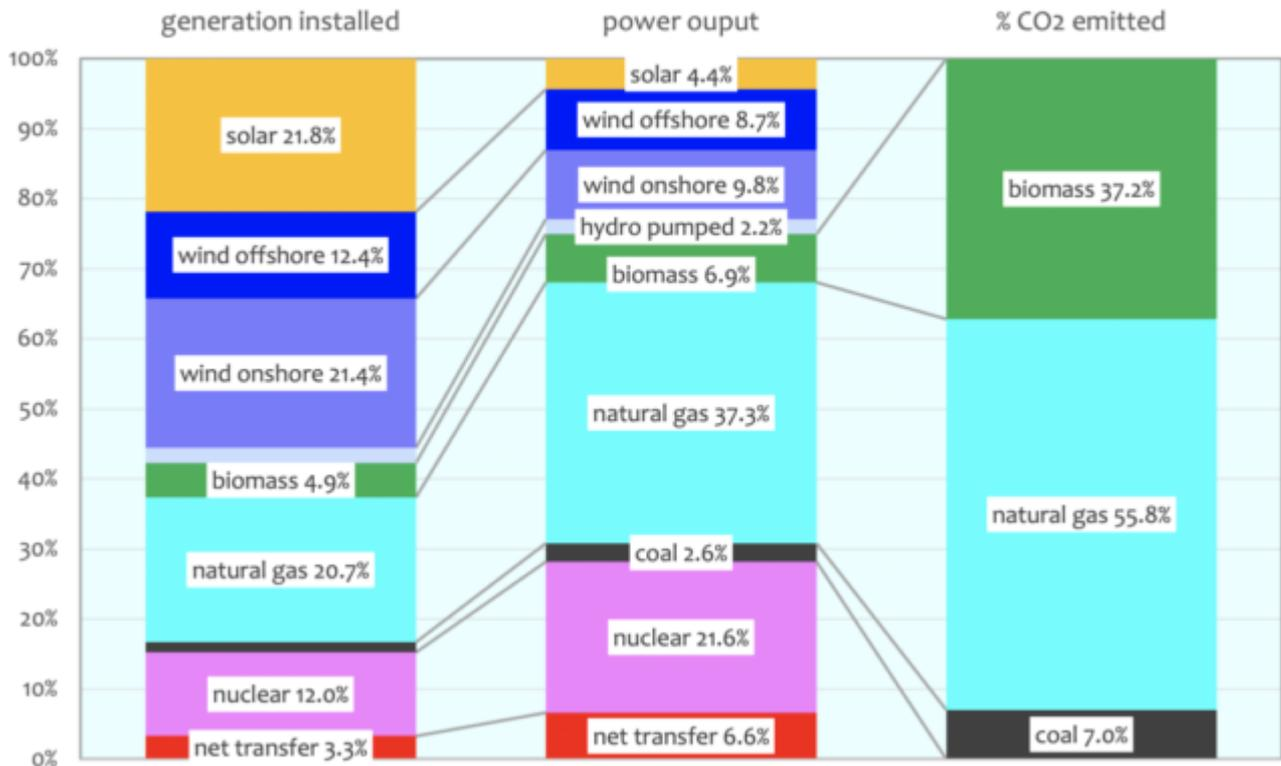 generation installed
power ouput
% CO2 emitted
100%
90%
80%
70%
60%
50%
40%
30%
20%
10%
0%
solar 21.8%
wind offshore 12.4%
wind onshore 21.4%
biomass 4.9%
natural gas 20.7%
nuclear 12.0%
net transfer 3.3%
solar 4.4%
wind offshore 8.7%
wind onshore 9.8%
hydro pumped 2.2%
biomass 6.9%
natural gas 37.3%
coal 2.6%
nuclear 21.6%
net transfer 6.6%
biomass 37.2%
natural gas 55.8%
coal 7.0%